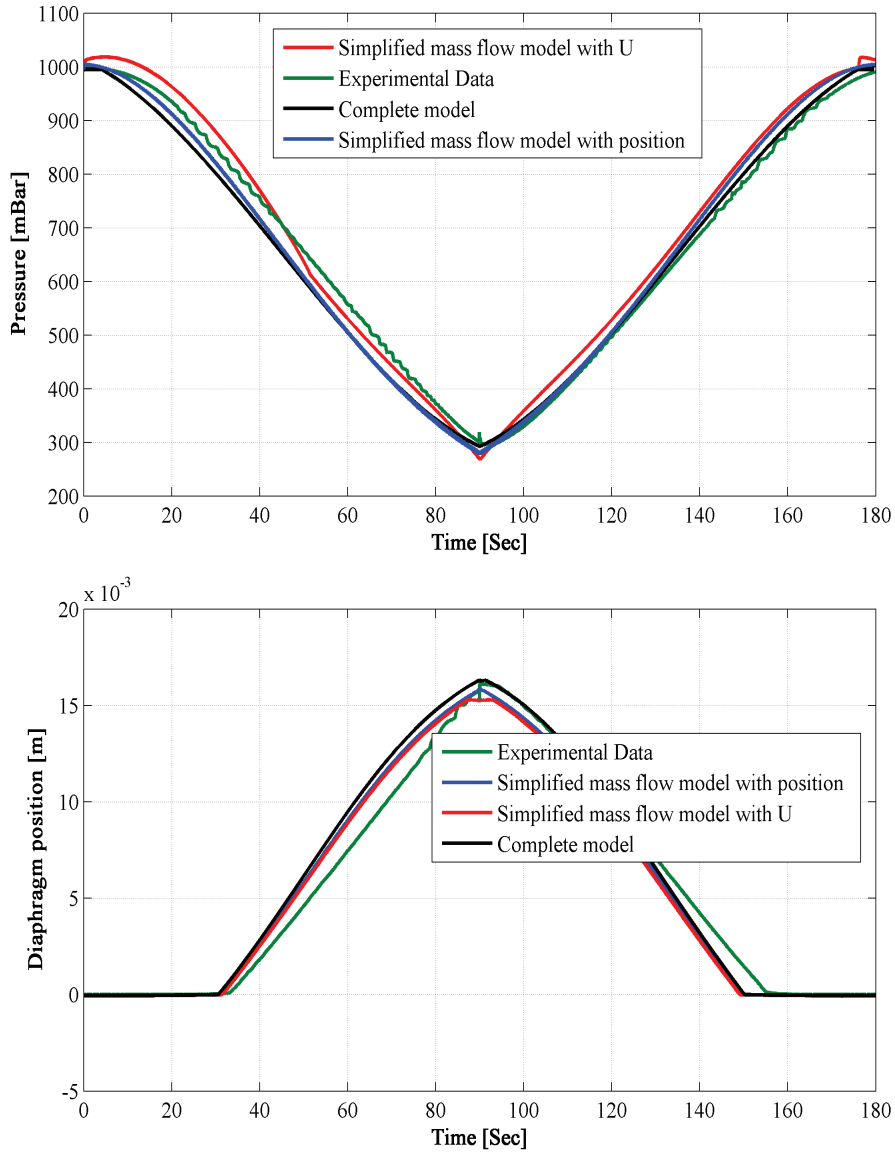 1100
1000
900
800
700
600
500
400
300
200
Pressure [mBar]
Simplified mass flow model with U
Experimental Data
Complete model
Simplified mass flow model with position
0 20 40 60 80 100 120 140 160 180
Time [Sec]
x 10⁻³
20
15
10
5
0
-5
Diaphragm position [m]
Experimental Data
Simplified mass flow model with position
Simplified mass flow model with U
Complete model
0 20 40 60 80 100 120 140 160 180
Time [Sec]